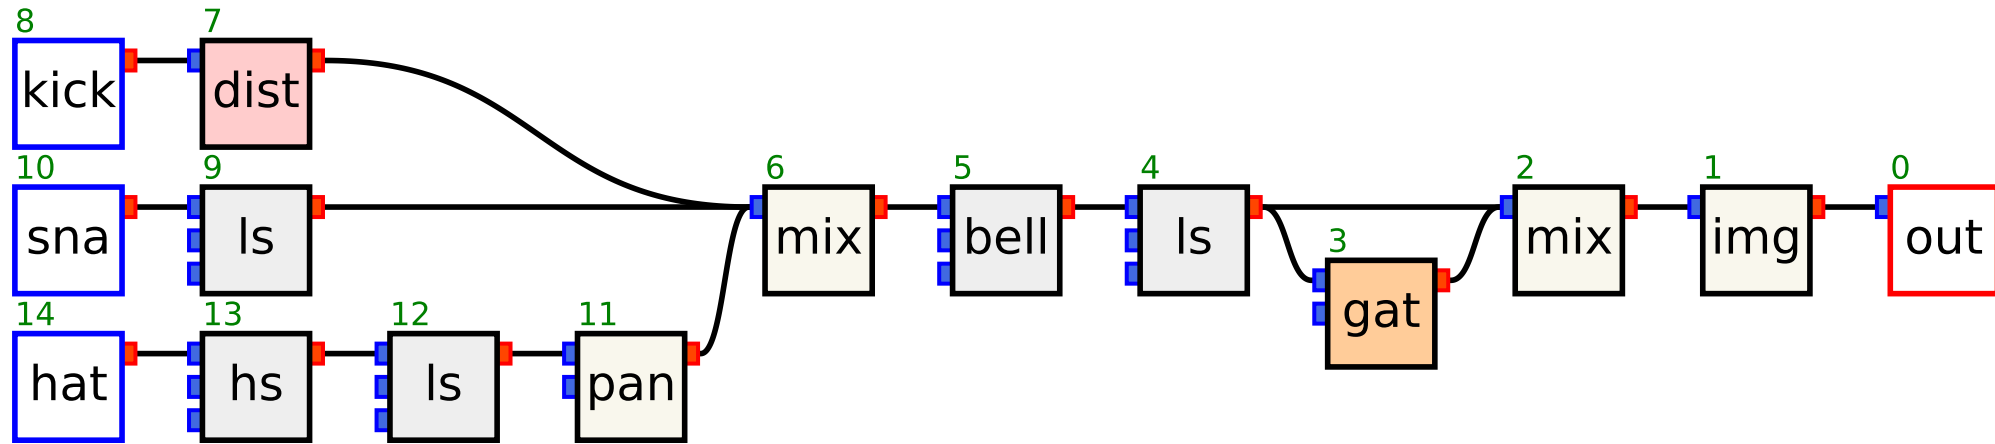 8 7
kick dist
10 9 6 5 4 2 1 0
sna ls mix bell ls mix img out
3
gat
14 13 12 11
hat hs ls pan